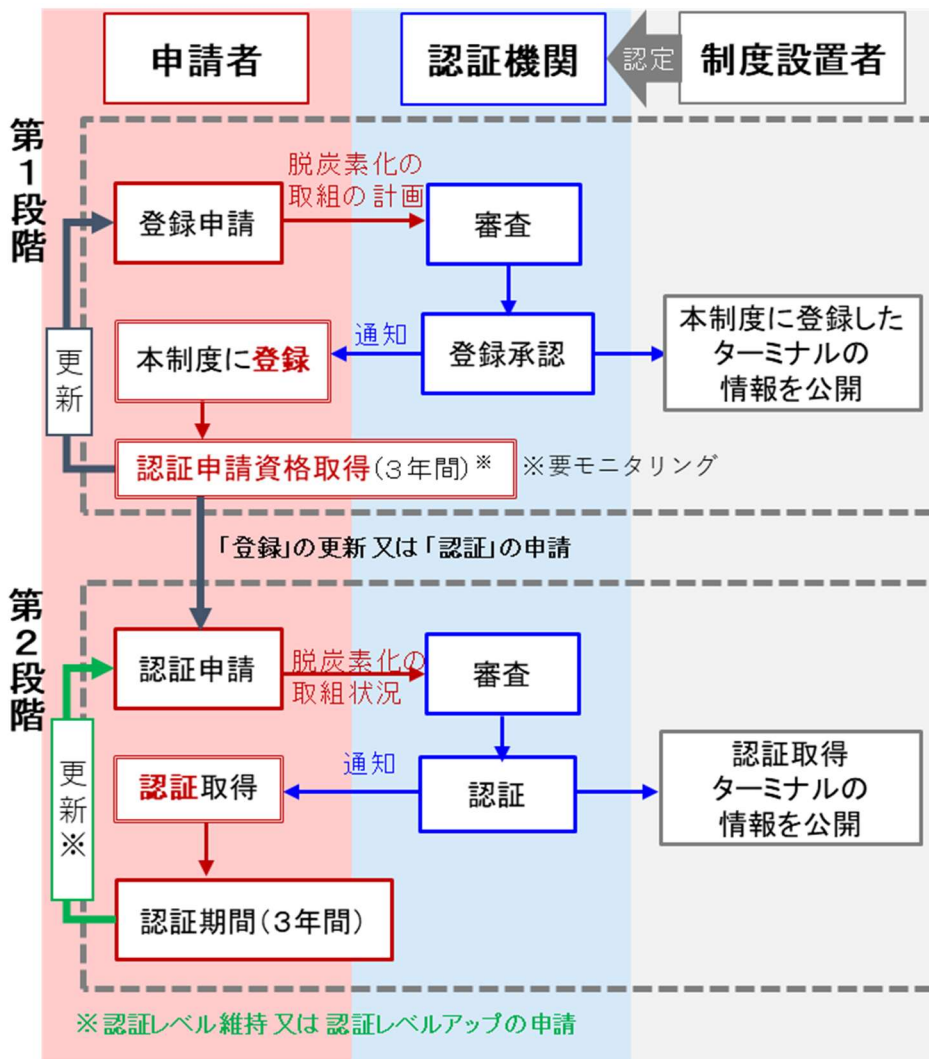 申請者
認証機関
認定
制度設置者
第1段階
脱炭素化の
取組の計画
登録申請
審査
通知
本制度に登録
登録承認
本制度に登録した
ターミナルの
情報を公開
更新
認証申請資格取得(3年間)※
※要モニタリング
「登録」の更新又は「認証」の申請
第2段階
認証申請
脱炭素化の
取組状況
審査
通知
認証取得
認証
認証取得
ターミナルの
情報を公開
更新※
認証期間(3年間)
※認証レベル維持又は認証レベルアップの申請